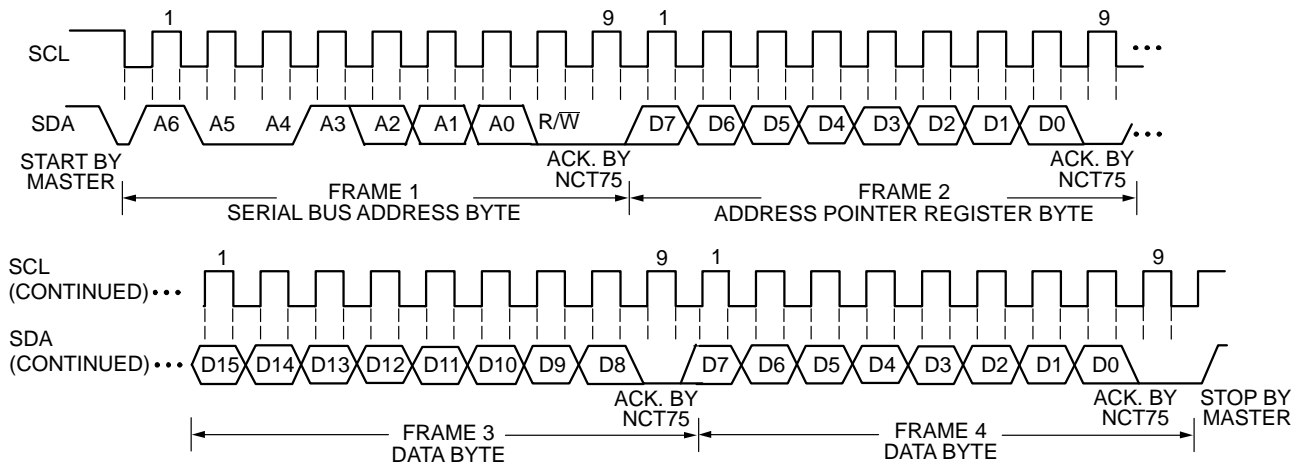 1 9 1 9
SCL
SDA A6 A5 A4 A3 A2 A1 A0 R/W̅ D7 D6 D5 D4 D3 D2 D1 D0
START BY MASTER
ACK. BY NCT75
ACK. BY NCT75
FRAME 1
SERIAL BUS ADDRESS BYTE
FRAME 2
ADDRESS POINTER REGISTER BYTE
1 9 1 9
SCL
(CONTINUED)
SDA
(CONTINUED) D15 D14 D13 D12 D11 D10 D9 D8 D7 D6 D5 D4 D3 D2 D1 D0
ACK. BY NCT75
ACK. BY NCT75
STOP BY MASTER
FRAME 3
DATA BYTE
FRAME 4
DATA BYTE